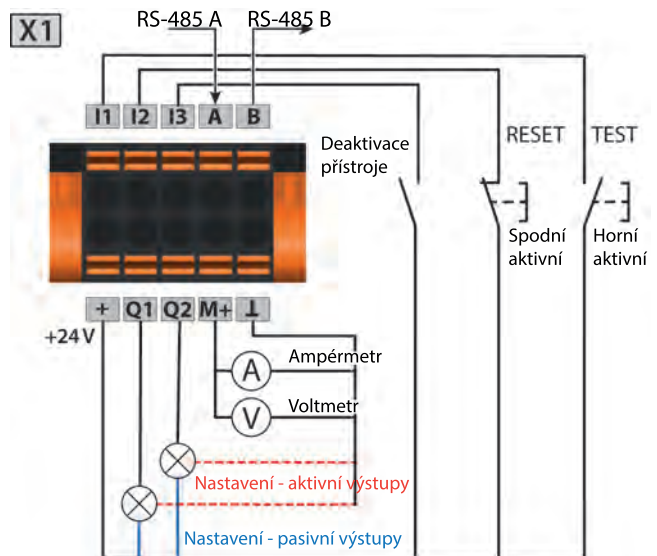 X1
RS-485 A
RS-485 B
I1 I2 I3 A B
Deaktivace
přístroje
RESET
TEST
Spodní
aktivní
Horní
aktivní
+ Q1 Q2 M+ ⊥
+24 V
A
Ampérmetr
V
Voltmetr
Nastavení - aktivní výstupy
Nastavení - pasivní výstupy